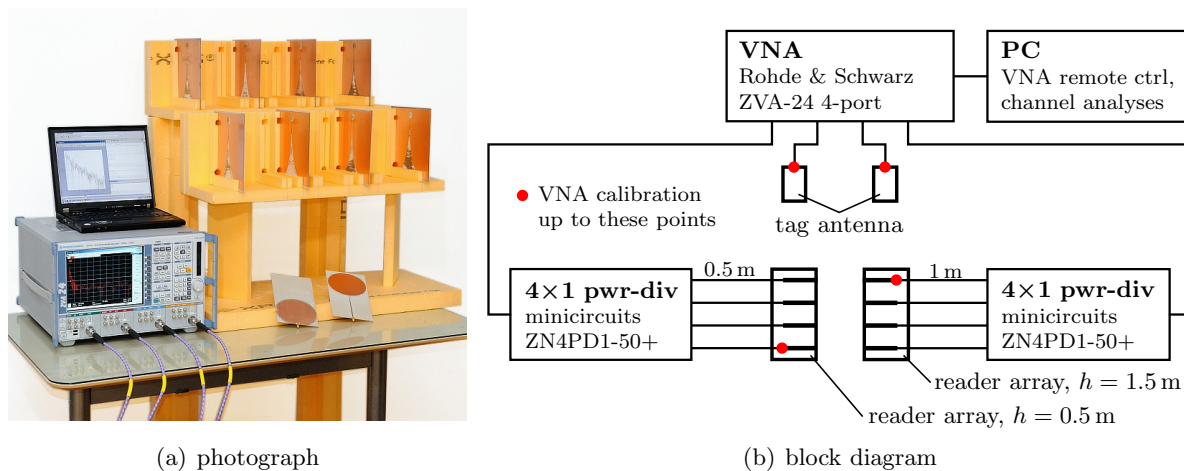 VNA
Rohde & Schwarz
ZVA-24 4-port
PC
VNA remote ctrl,
channel analyses
VNA calibration
up to these points
tag antenna
0.5 m
1 m
4×1 pwr-div
minicircuits
ZN4PD1-50+
4×1 pwr-div
minicircuits
ZN4PD1-50+
reader array, h = 1.5 m
reader array, h = 0.5 m
(a) photograph
(b) block diagram
ZVA 24